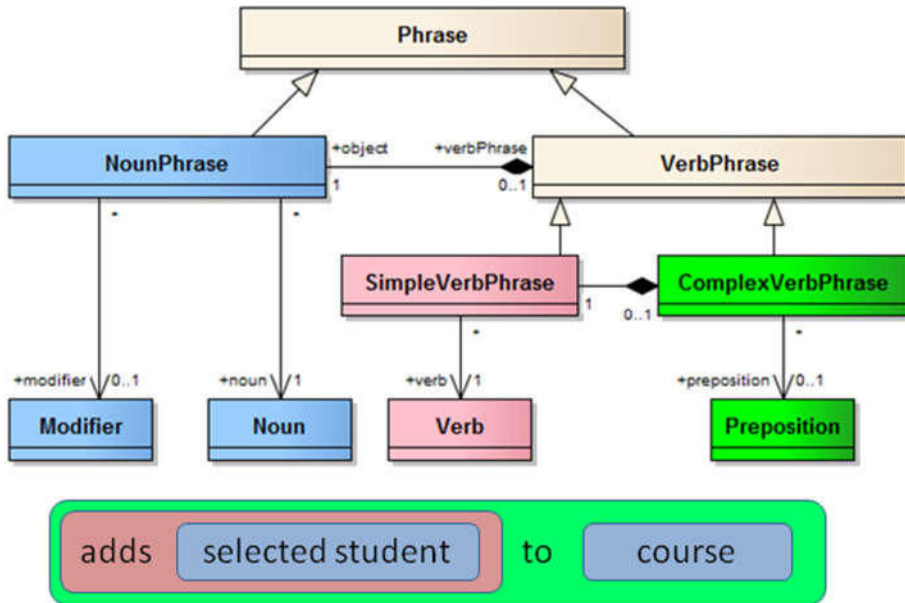 Phrase
+object +verbPhrase
NounPhrase VerbPhrase
1 0..1
* *
SimpleVerbPhrase ComplexVerbPhrase
1 0..1
* *
+modifier 0..1 +noun 1 +verb 1 +preposition 0..1
Modifier Noun Verb Preposition
adds selected student to course